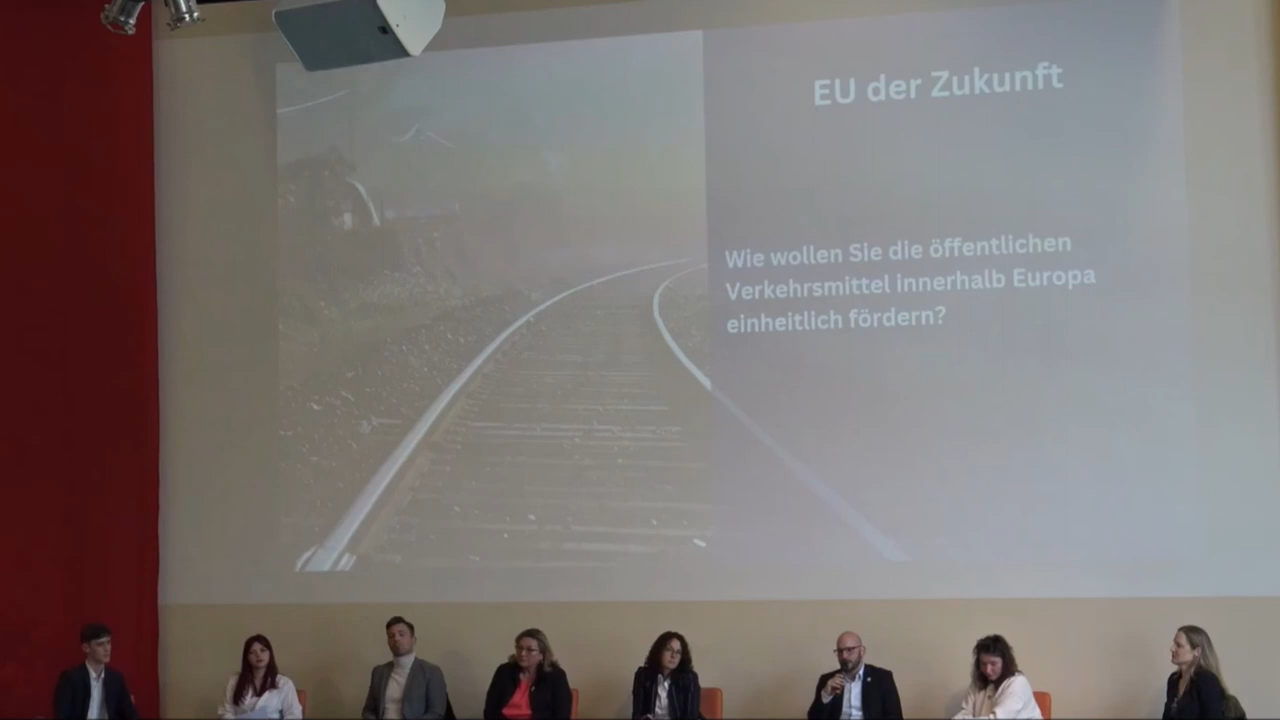 EU der Zukunft
Wie wollen Sie die öffentlichen
Verkehrsmittel innerhalb Europa
einheitlich fördern?